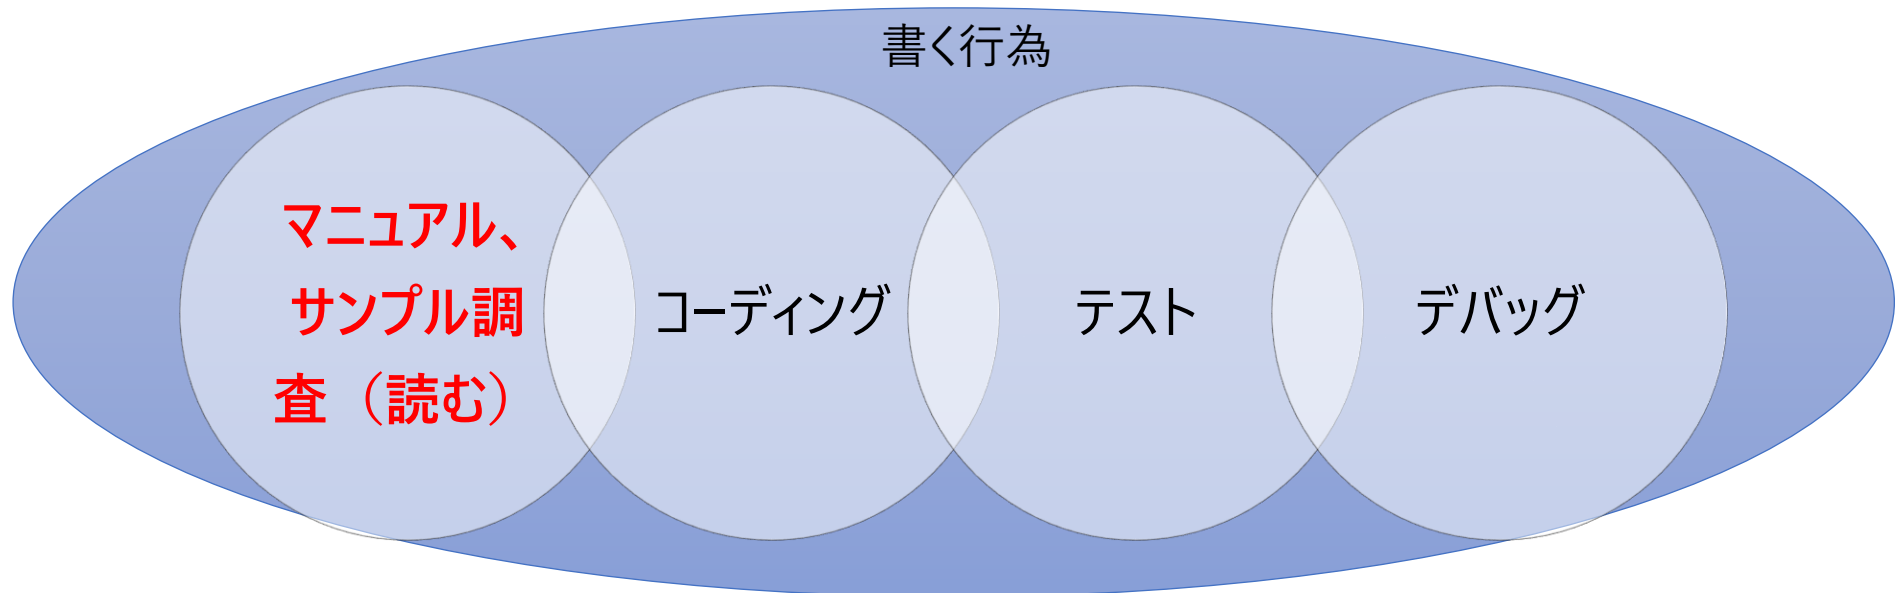 書く行為
マニュアル、
サンプル調
査（読む）
コーディング
テスト
デバッグ